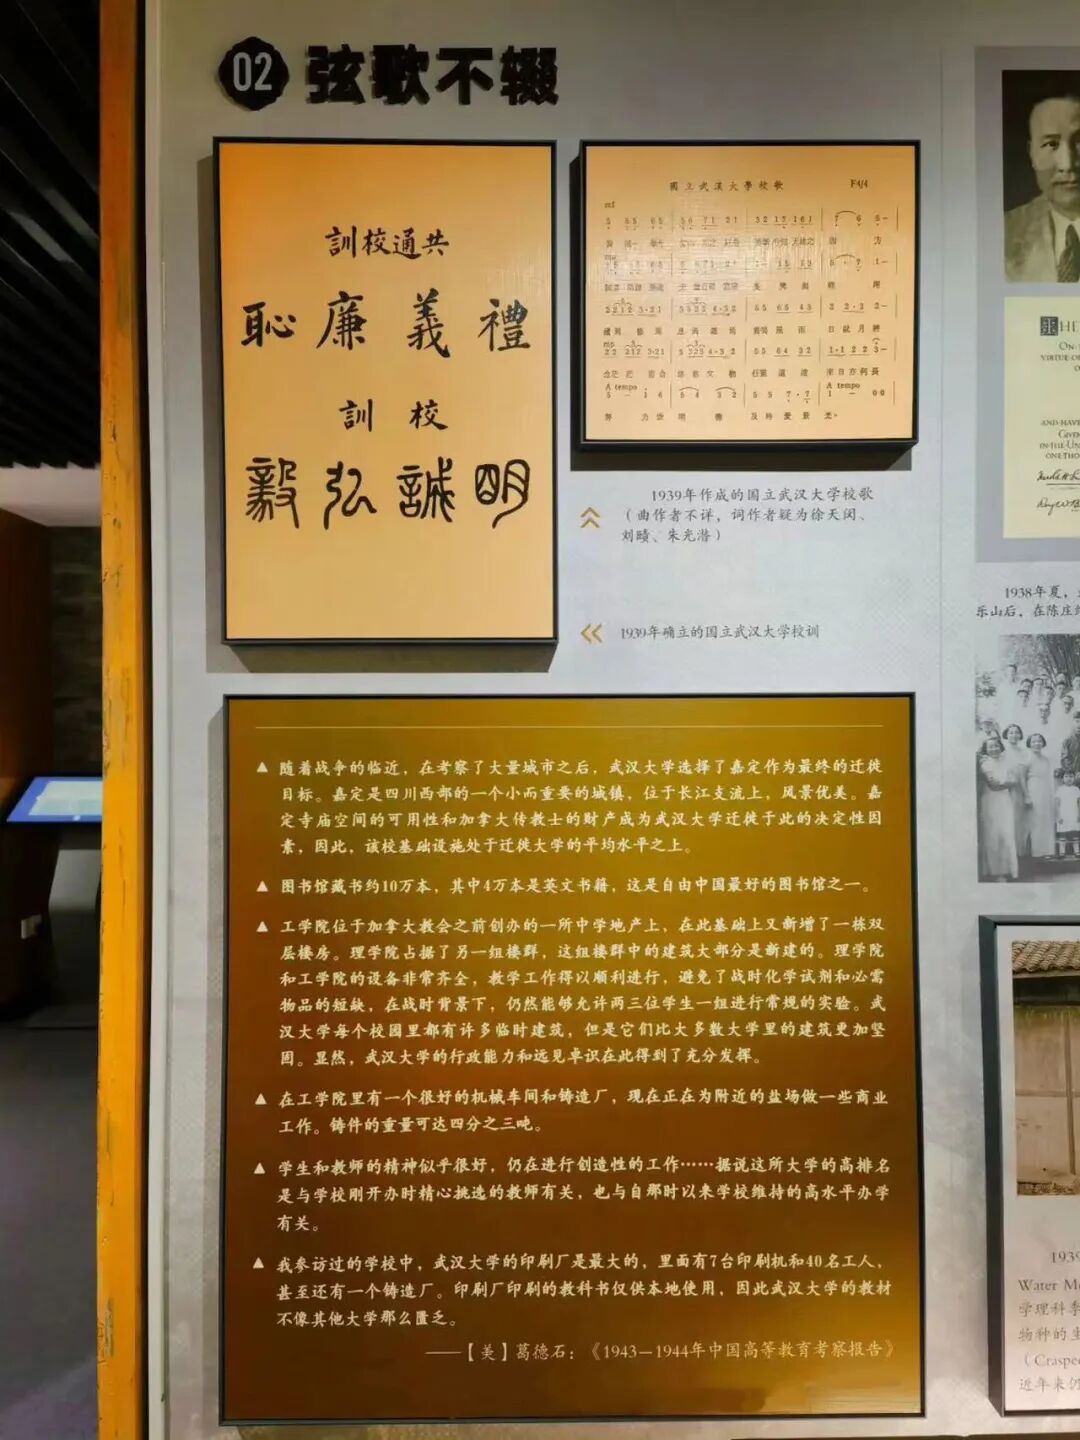 02 弦歌不辍
訓校通共
恥廉義禮
訓校
毅弘誠明
國立武漢大學校歌 F4/4
mf
mp
mp
A tempo
A tempo
1939年作成的国立武汉大学校歌
（曲作者不详，词作者疑为徐天闵、
刘赜、朱光潜）
1939年确立的国立武汉大学校训
▲ 随着战争的临近，在考察了大量城市之后，武汉大学选择了嘉定作为最终的迁徙
目标。嘉定是四川西部的一个小而重要的城镇，位于长江支流上，风景优美。嘉
定寺庙空间的可用性和加拿大传教士的财产成为武汉大学迁徙于此的决定性因
素，因此，该校基础设施处于迁徙大学的平均水平之上。
▲ 图书馆藏书约10万本，其中4万本是英文书籍，这是自由中国最好的图书馆之一。
▲ 工学院位于加拿大教会之前创办的一所中学地产上，在此基础上又新增了一栋双
层楼房。理学院占据了另一组楼群，这组楼群中的建筑大部分是新建的。理学院
和工学院的设备非常齐全，教学工作得以顺利进行，避免了战时化学试剂和必需
物品的短缺，在战时背景下，仍然能够允许两三位学生一组进行常规的实验。武
汉大学每个校园里都有许多临时建筑，但是它们比大多数大学里的建筑更加坚
固。显然，武汉大学的行政能力和远见卓识在此得到了充分发挥。
▲ 在工学院里有一个很好的机械车间和铸造厂，现在正在为附近的盐场做一些商业
工作。铸件的重量可达四分之三吨。
▲ 学生和教师的精神似乎很好，仍在进行创造性的工作……据说这所大学的高排名
是与学校刚开办时精心挑选的教师有关，也与自那时以来学校维持的高水平办学
有关。
▲ 我参访过的学校中，武汉大学的印刷厂是最大的，里面有7台印刷机和40名工人，
甚至还有一个铸造厂。印刷厂印刷的教科书仅供本地使用，因此武汉大学的教材
不像其他大学那么匮乏。
——【美】葛德石：《1943—1944年中国高等教育考察报告》
VIRTUE OF
AND HAVE
IN THE UN
ONE THO
1938年夏，
乐山后，在陈庄
1939
Water M
学理科季
物种的生
（Craspe
近年来仍